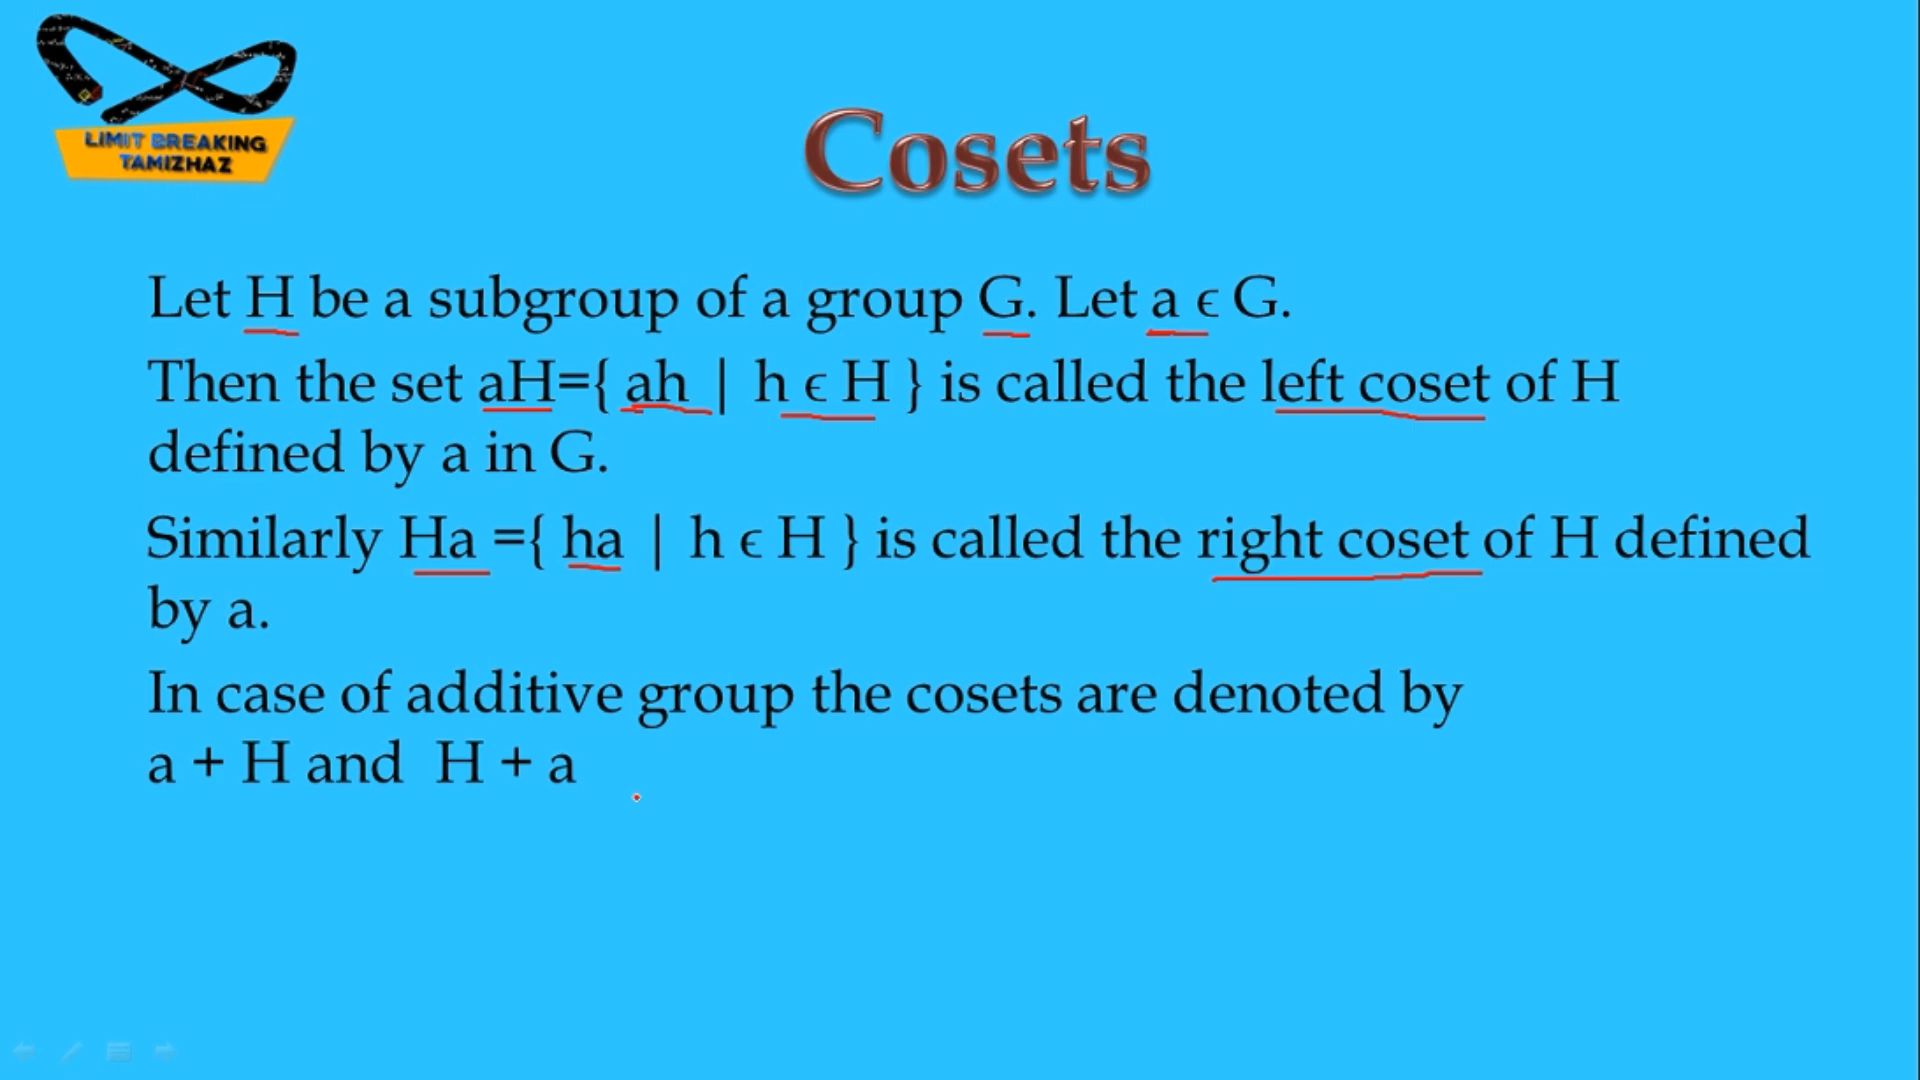 LIMIT BREAKING
TAMIZHAZ
Cosets
Let H be a subgroup of a group G. Let a ϵ G.
Then the set aH={ ah | h ϵ H } is called the left coset of H
defined by a in G.
Similarly Ha ={ ha | h ϵ H } is called the right coset of H defined
by a.
In case of additive group the cosets are denoted by
a + H and  H + a